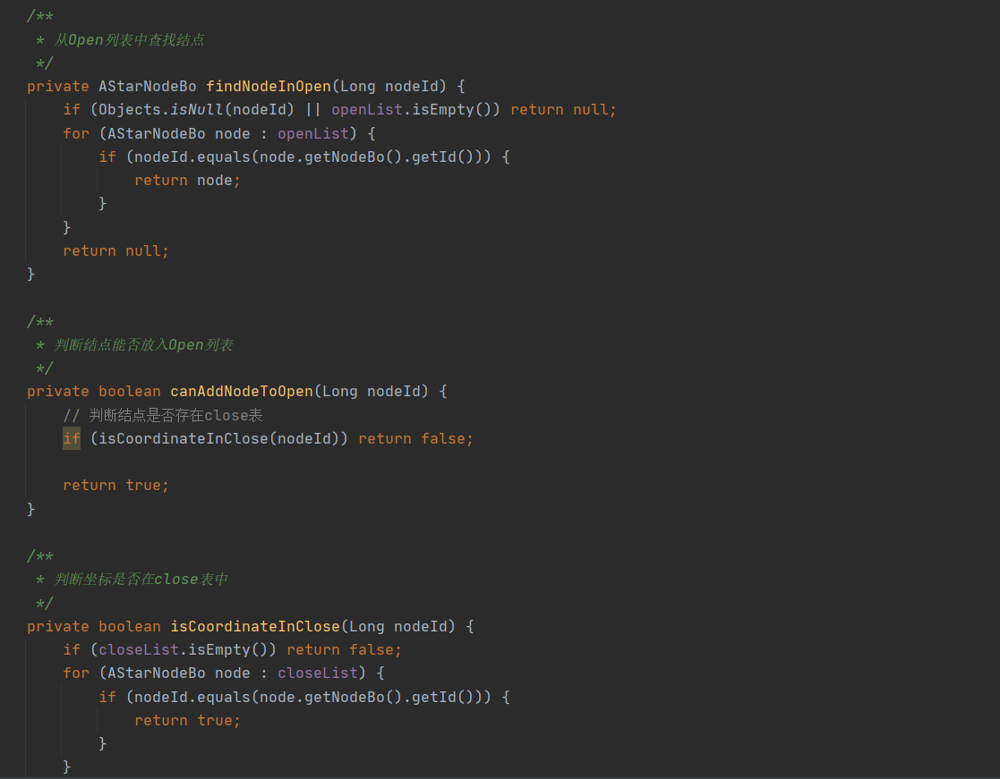 /**
 * 从Open列表中查找结点
 */
private AStarNodeBo findNodeInOpen(Long nodeId) {
    if (Objects.isNull(nodeId) || openList.isEmpty()) return null;
    for (AStarNodeBo node : openList) {
        if (nodeId.equals(node.getNodeBo().getId())) {
            return node;
        }
    }
    return null;
}

/**
 * 判断结点能否放入Open列表
 */
private boolean canAddNodeToOpen(Long nodeId) {
    // 判断结点是否存在close表
    if (isCoordinateInClose(nodeId)) return false;

    return true;
}

/**
 * 判断坐标是否在close表中
 */
private boolean isCoordinateInClose(Long nodeId) {
    if (closeList.isEmpty()) return false;
    for (AStarNodeBo node : closeList) {
        if (nodeId.equals(node.getNodeBo().getId())) {
            return true;
        }
    }